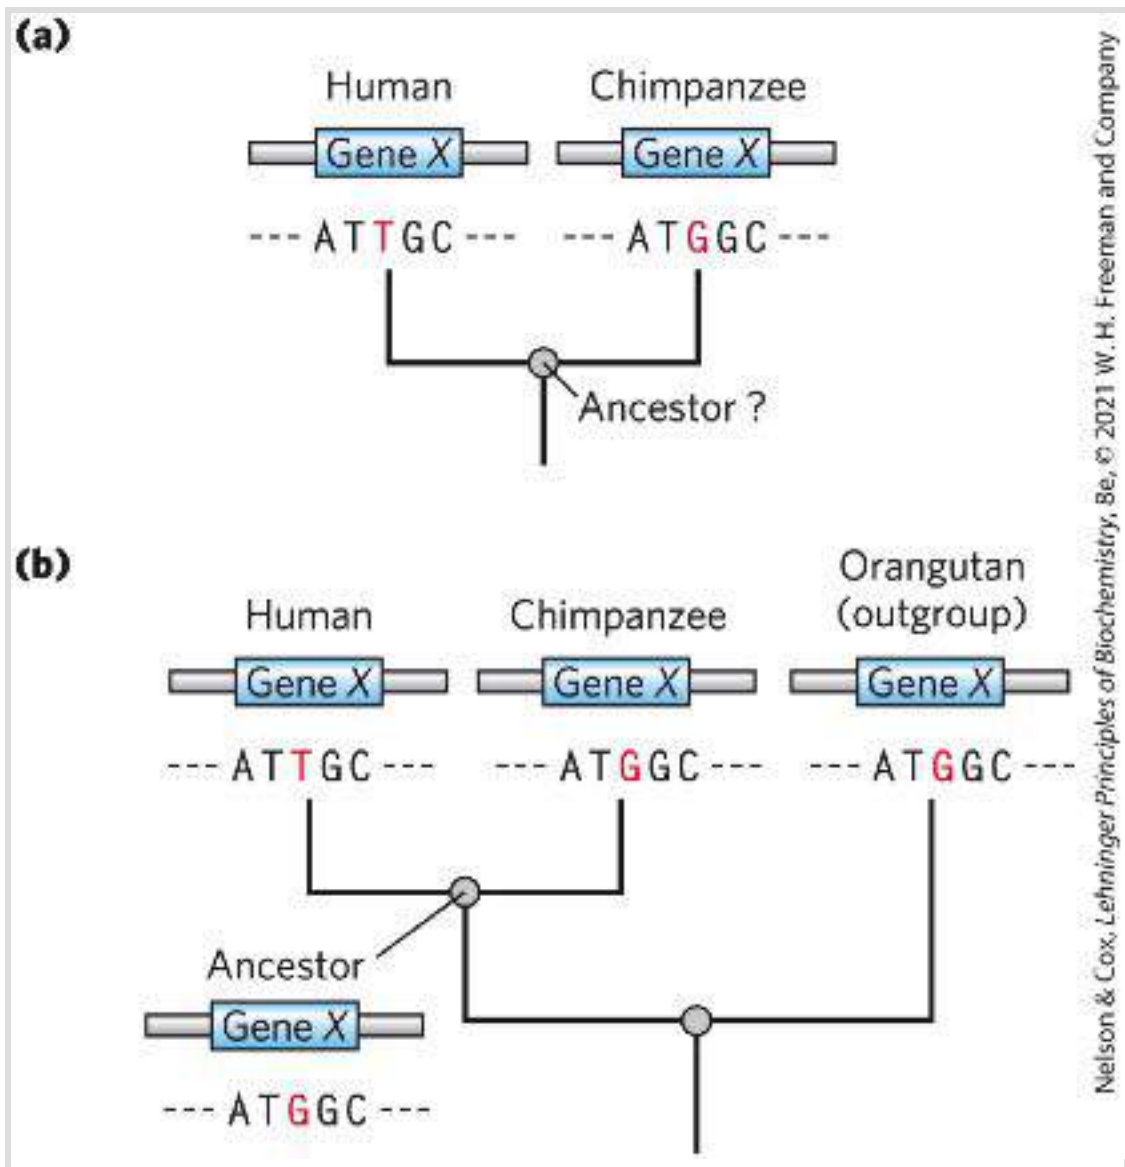 (a)
Human Chimpanzee
Gene X Gene X
--- ATTGC --- --- ATGGC ---
Ancestor ?
(b)
Orangutan
Human Chimpanzee (outgroup)
Gene X Gene X Gene X
--- ATTGC --- --- ATGGC --- --- ATGGC ---
Ancestor
Gene X
--- ATGGC ---
Nelson & Cox, Lehninger Principles of Biochemistry, 8e, © 2021 W. H. Freeman and Company